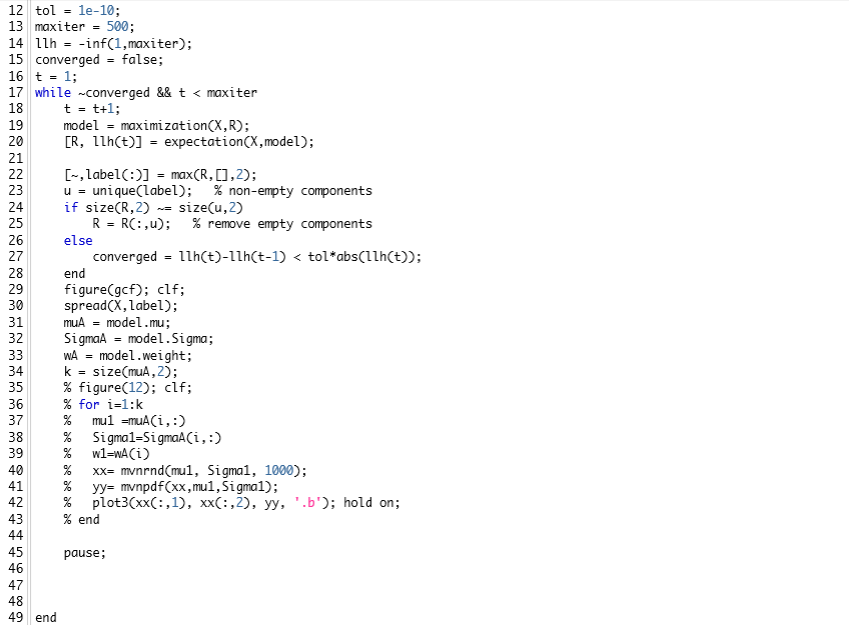 12 tol = 1e-10;
13 maxiter = 500;
14 llh = -inf(1,maxiter);
15 converged = false;
16 t = 1;
17 while ~converged && t < maxiter
18     t = t+1;
19     model = maximization(X,R);
20     [R, llh(t)] = expectation(X,model);
21
22     [~,label(:)] = max(R,[],2);
23     u = unique(label);   % non-empty components
24     if size(R,2) ~= size(u,2)
25         R = R(:,u);   % remove empty components
26     else
27         converged = llh(t)-llh(t-1) < tol*abs(llh(t));
28     end
29     figure(gcf); clf;
30     spread(X,label);
31     muA = model.mu;
32     SigmaA = model.Sigma;
33     wA = model.weight;
34     k = size(muA,2);
35     % figure(12); clf;
36     % for i=1:k
37     %   mu1 =muA(i,:)
38     %   Sigma1=SigmaA(i,:)
39     %   w1=wA(i)
40     %   xx= mvnrnd(mu1, Sigma1, 1000);
41     %   yy= mvnpdf(xx,mu1,Sigma1);
42     %   plot3(xx(:,1), xx(:,2), yy, '.b'); hold on;
43     % end
44
45     pause;
46
47
48
49 end